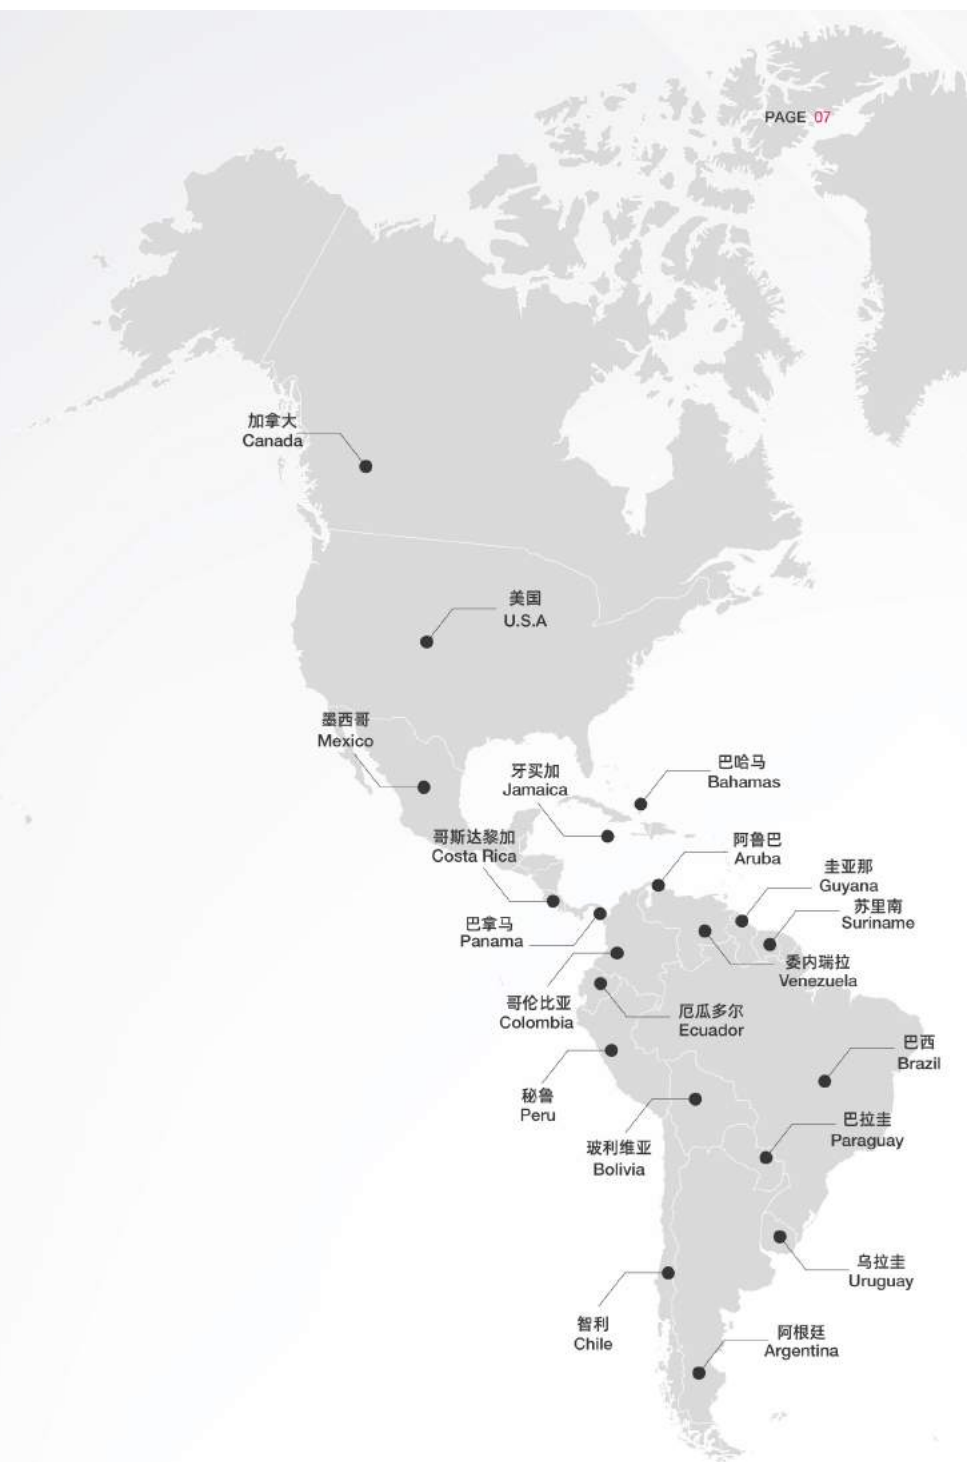 PAGE 07
加拿大
Canada
美国
U.S.A
墨西哥
Mexico
巴哈马
Bahamas
牙买加
Jamaica
哥斯达黎加
Costa Rica
阿鲁巴
Aruba
圭亚那
Guyana
苏里南
Suriname
巴拿马
Panama
委内瑞拉
Venezuela
哥伦比亚
Colombia
厄瓜多尔
Ecuador
巴西
Brazil
秘鲁
Peru
巴拉圭
Paraguay
玻利维亚
Bolivia
乌拉圭
Uruguay
智利
Chile
阿根廷
Argentina